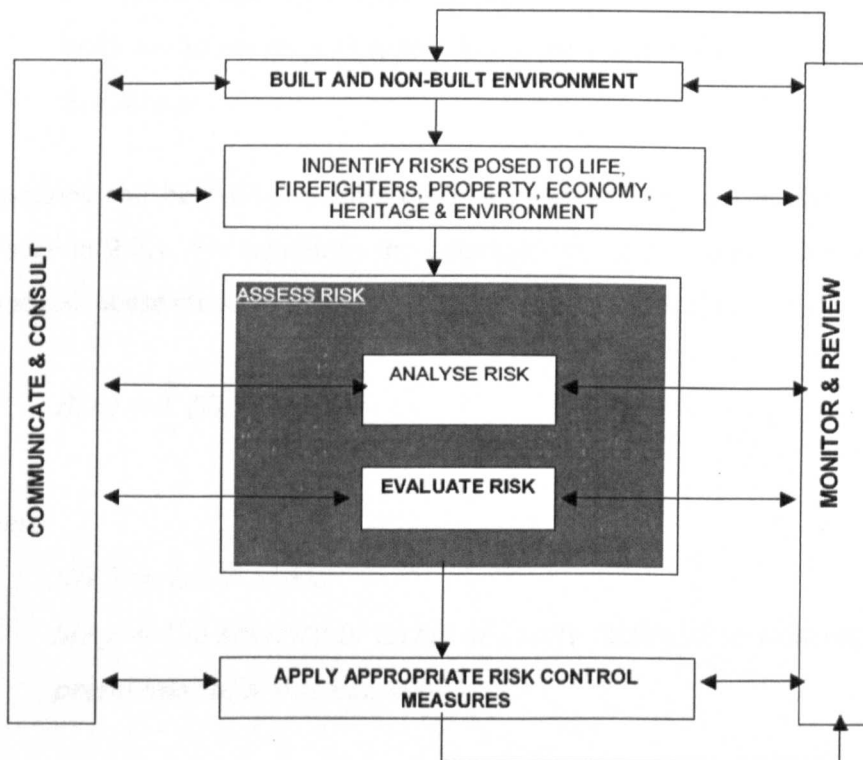 BUILT AND NON-BUILT ENVIRONMENT
INDENTIFY RISKS POSED TO LIFE,
FIREFIGHTERS, PROPERTY, ECONOMY,
HERITAGE & ENVIRONMENT
ASSESS RISK
ANALYSE RISK
EVALUATE RISK
APPLY APPROPRIATE RISK CONTROL
MEASURES
COMMUNICATE & CONSULT
MONITOR & REVIEW